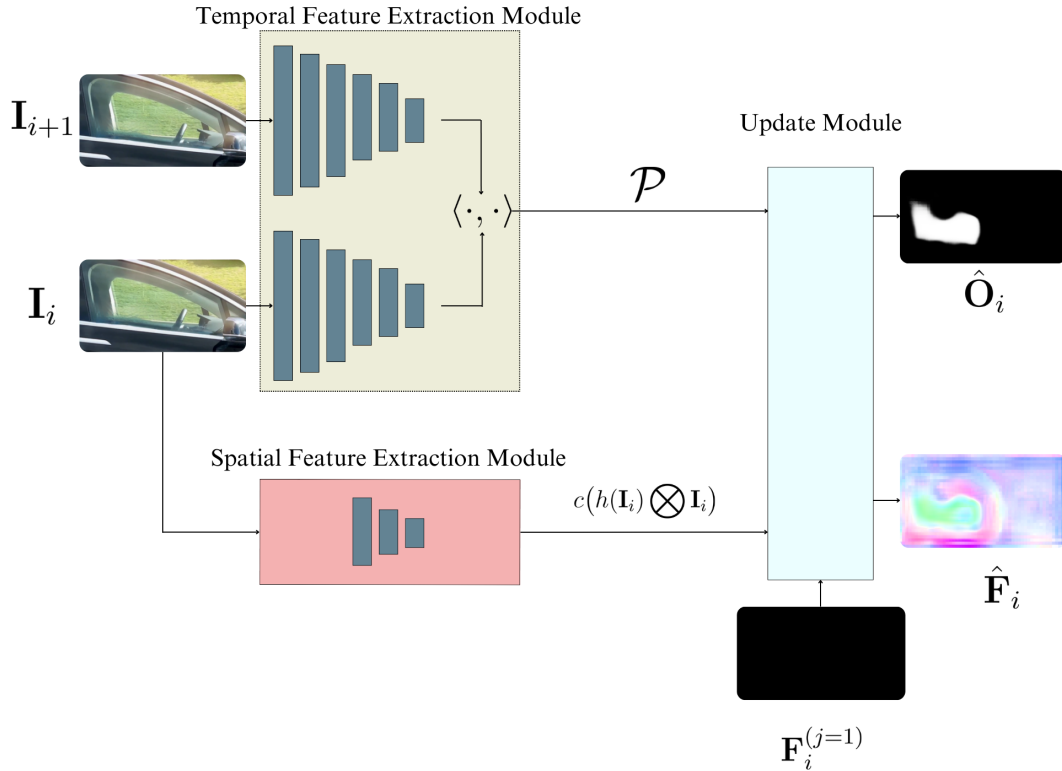 Temporal Feature Extraction Module
I_{i+1}
Update Module
𝒫
⟨·, ·⟩
I_i
Ô_i
Spatial Feature Extraction Module
c(h(I_i) ⨂ I_i)
F̂_i
F_i^{(j=1)}